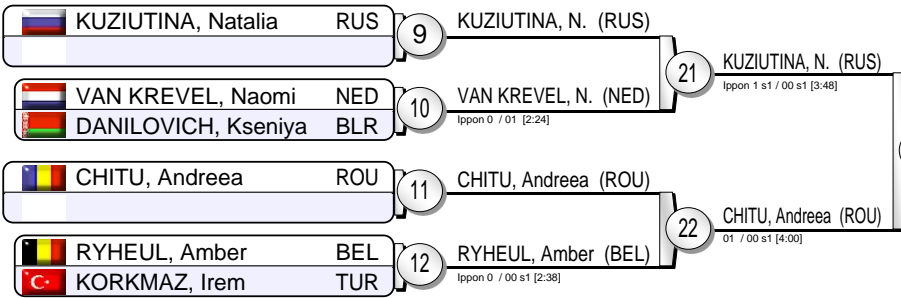 KUZIUTINA, Natalia RUS
9
KUZIUTINA, N. (RUS)
21
KUZIUTINA, N. (RUS)
Ippon 1 s1 / 00 s1 [3:48]
VAN KREVEL, Naomi NED
DANILOVICH, Kseniya BLR
10
VAN KREVEL, N. (NED)
Ippon 0 / 01 [2:24]
CHITU, Andreea ROU
11
CHITU, Andreea (ROU)
22
CHITU, Andreea (ROU)
01 / 00 s1 [4:00]
RYHEUL, Amber BEL
KORKMAZ, Irem TUR
12
RYHEUL, Amber (BEL)
Ippon 0 / 00 s1 [2:38]